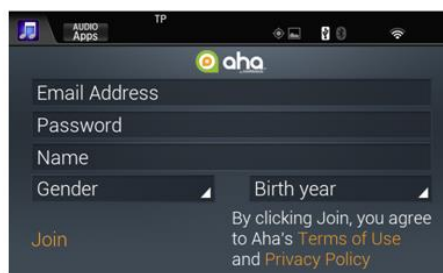 AUDIO
Apps
TP
aha
Email Address
Password
Name
Gender
Birth year
Join
By clicking Join, you agree
to Aha's Terms of Use
and Privacy Policy